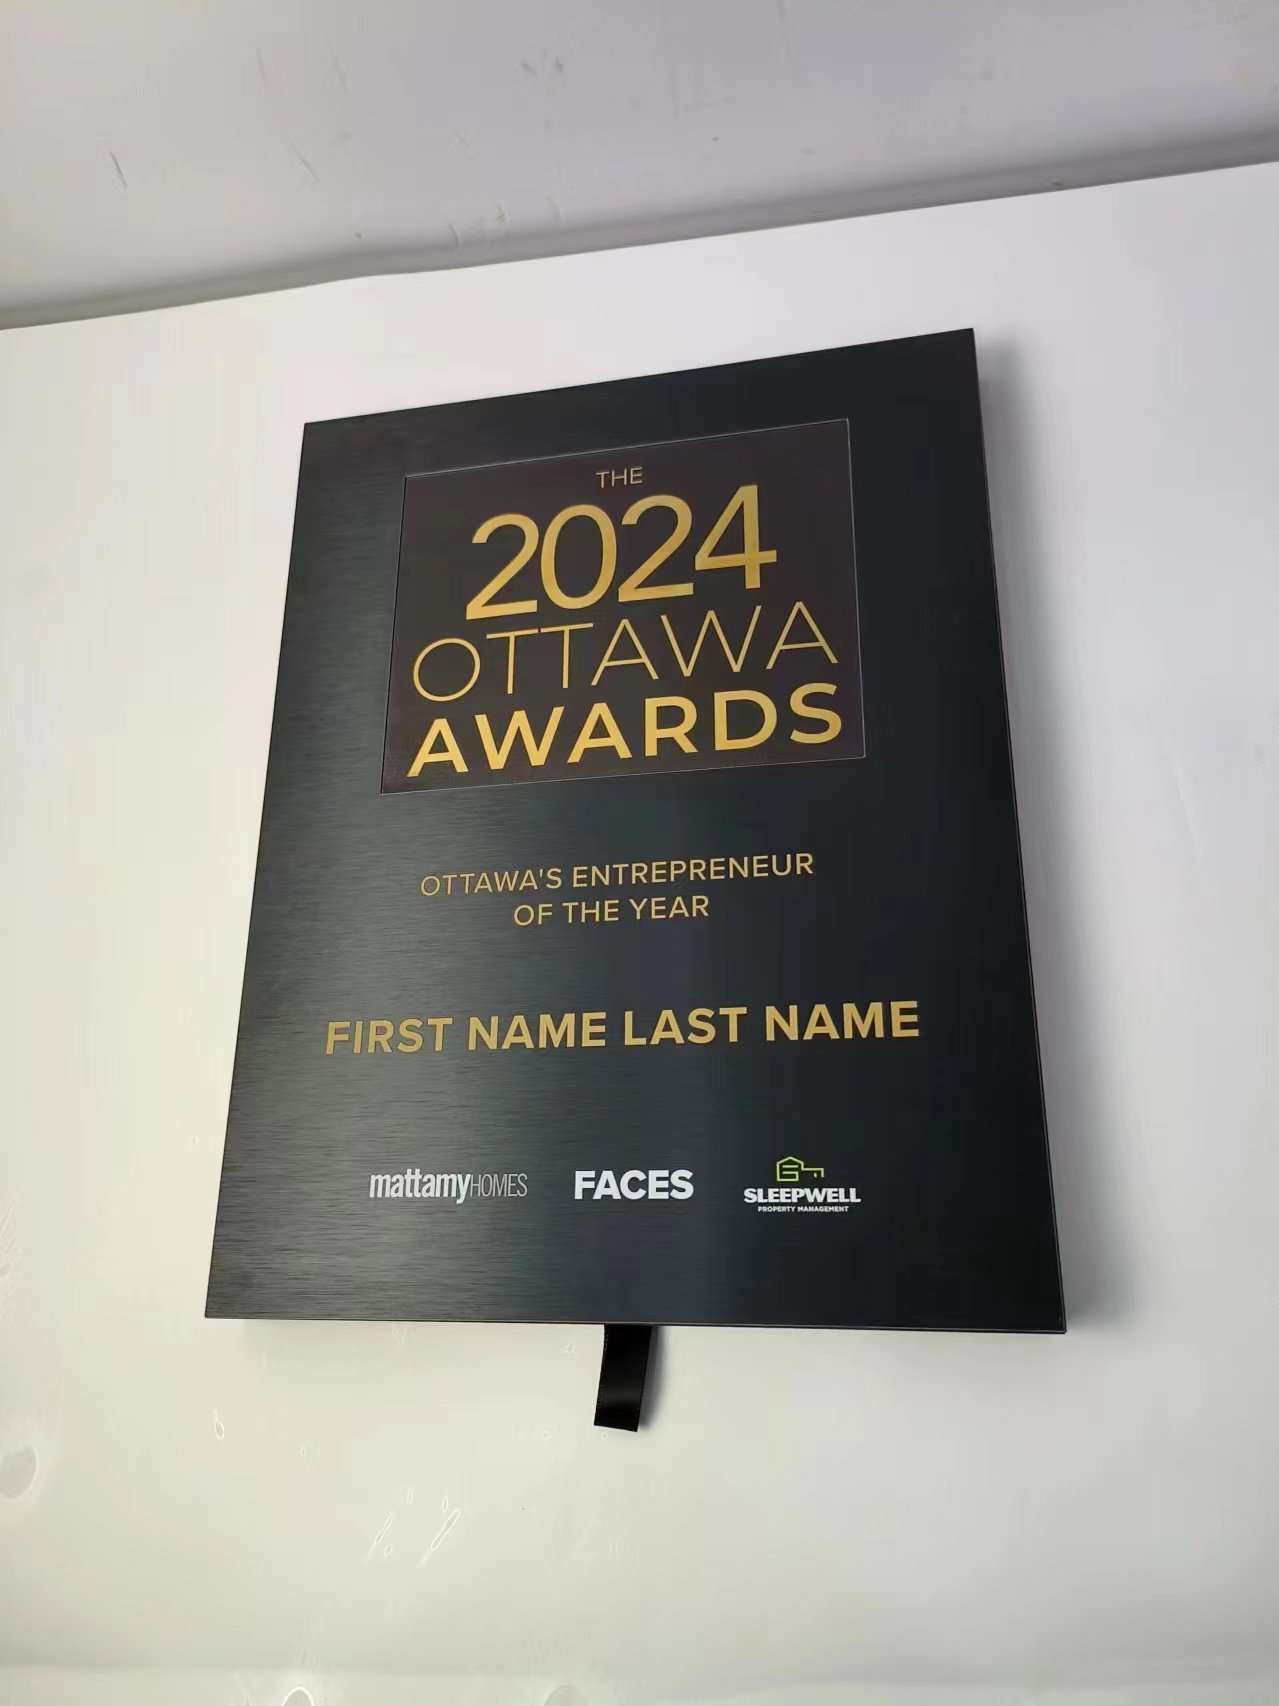 THE
2024
OTTAWA
AWARDS
OTTAWA'S ENTREPRENEUR
OF THE YEAR
FIRST NAME LAST NAME
mattamyHOMES
FACES
SLEEPWELL
PROPERTY MANAGEMENT